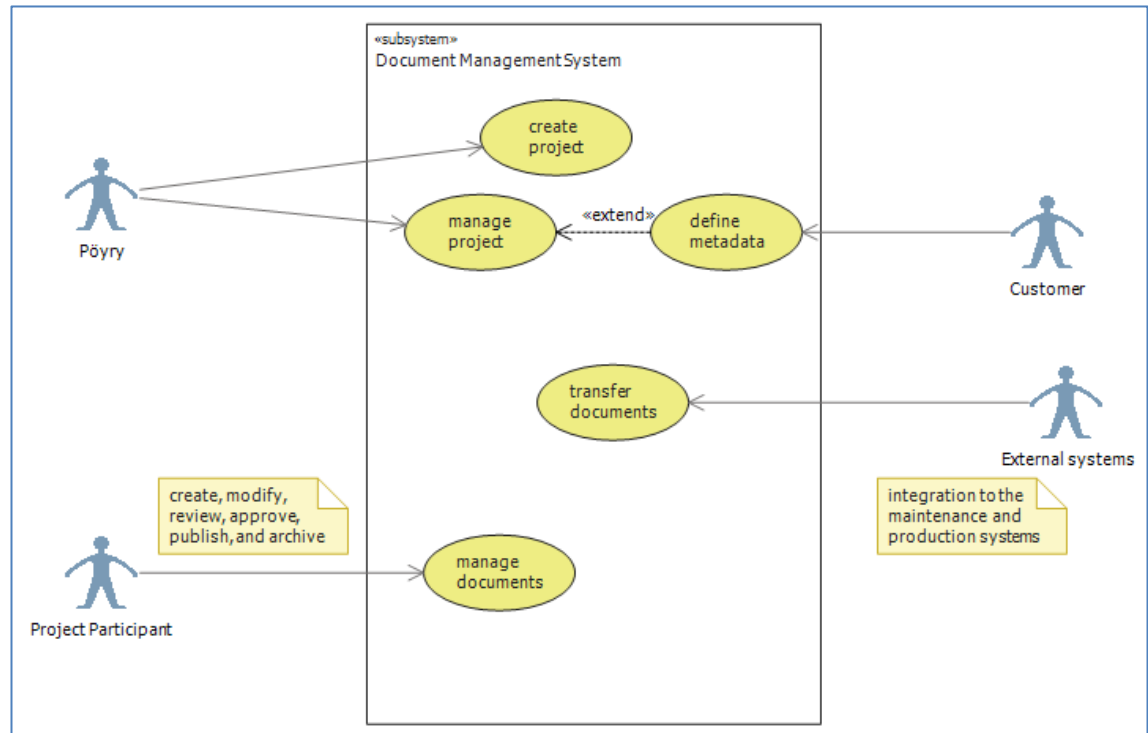 «subsystem»
Document Management System
create
project
manage
project
«extend»
define
metadata
Pöyry
Customer
transfer
documents
External systems
create, modify,
review, approve,
publish, and archive
integration to the
maintenance and
production systems
manage
documents
Project Participant